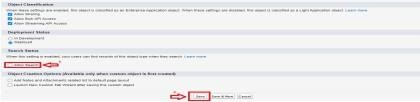 Object Classification
When these settings are enabled, this object is classified as an Enterprise Application object. When these settings are disabled, this object is classified as a Light Application object. Learn more
Allow Sharing
Allow Bulk API Access
Allow Streaming API Access
Deployment Status
In Development
Deployed
Search Status
When this setting is enabled, your users can find records of this object type when they search. Learn more
Allow Search
Object Creation Options (Available only when custom object is first created)
Add Notes and Attachments related list to default page layout
Launch New Custom Tab Wizard after saving this custom object
Save Save & New Cancel